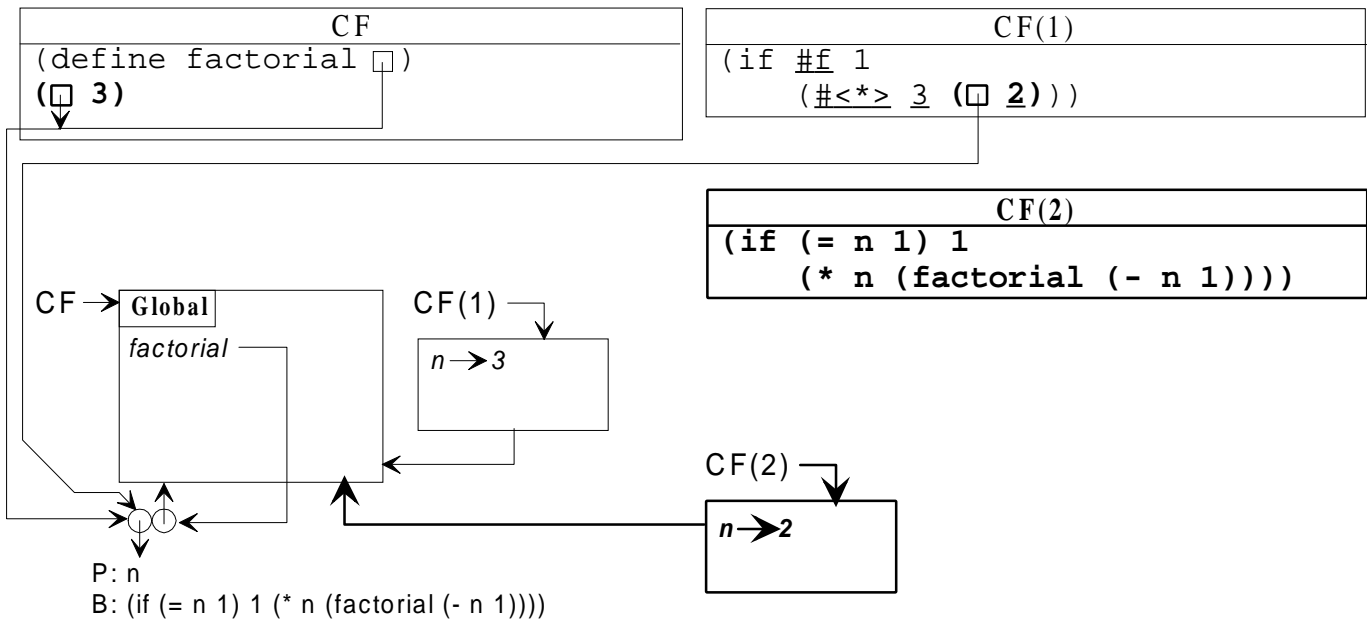 CF
(define factorial □)
(□ 3)
CF(1)
(if #f 1
(#<*> 3 (□ 2)))
CF(2)
(if (= n 1) 1
(* n (factorial (- n 1))))
CF
Global
factorial
CF(1)
n → 3
CF(2)
n → 2
P: n
B: (if (= n 1) 1 (* n (factorial (- n 1))))